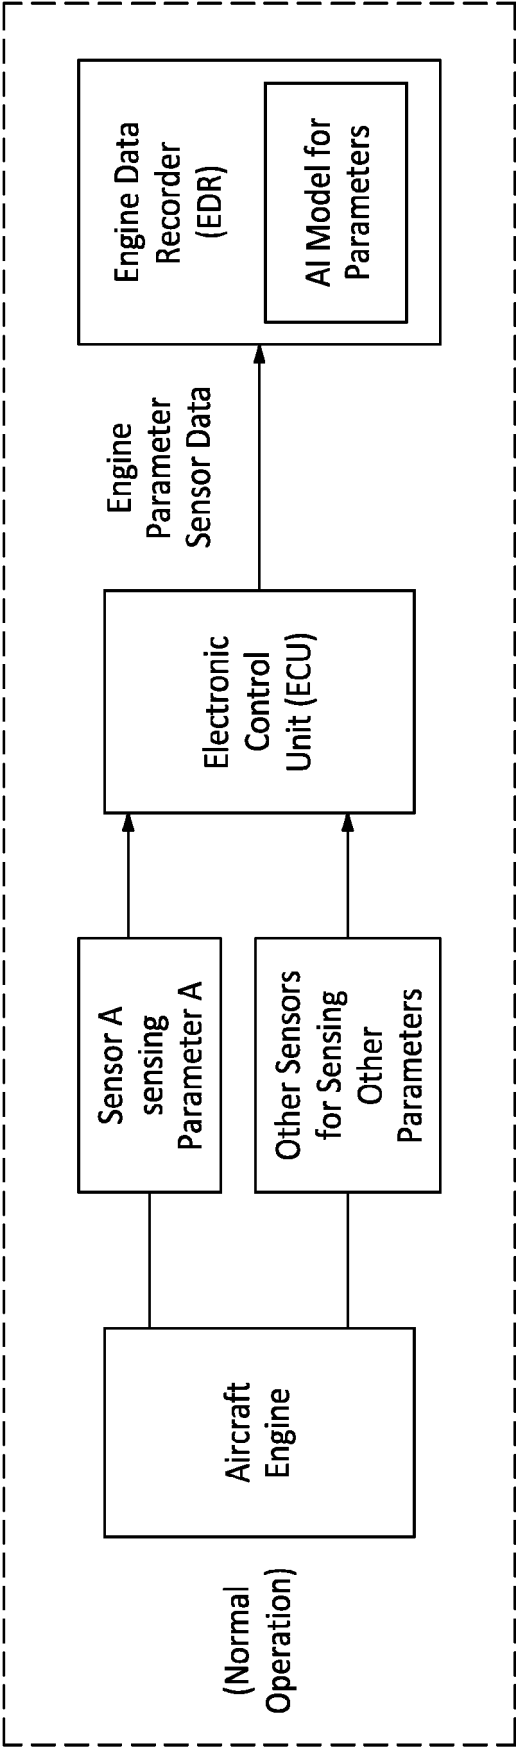 (Normal
Operation)
Aircraft
Engine
Sensor A
sensing
Parameter A
Other Sensors
for Sensing
Other
Parameters
Electronic
Control
Unit (ECU)
Engine
Parameter
Sensor Data
Engine Data
Recorder
(EDR)
AI Model for
Parameters